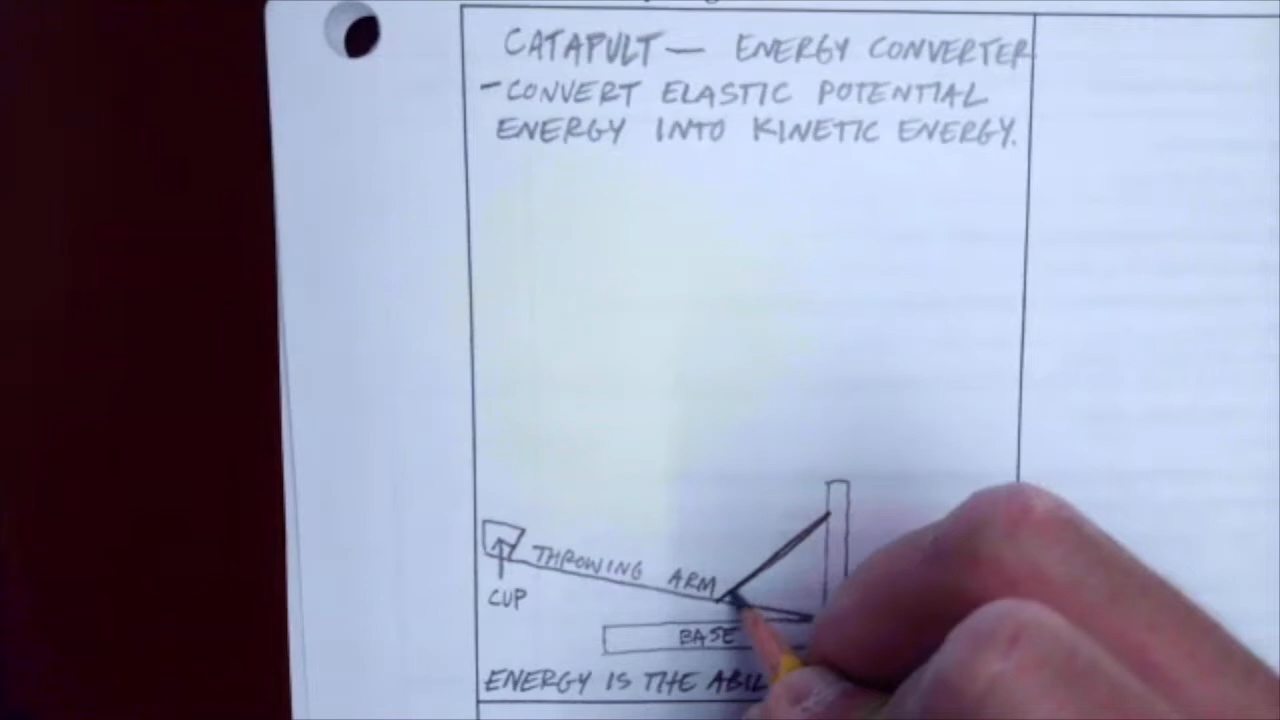 CATAPULT — ENERGY CONVERTER
- CONVERT ELASTIC POTENTIAL
ENERGY INTO KINETIC ENERGY.
THROWING ARM
CUP
BASE
ENERGY IS THE ABIL